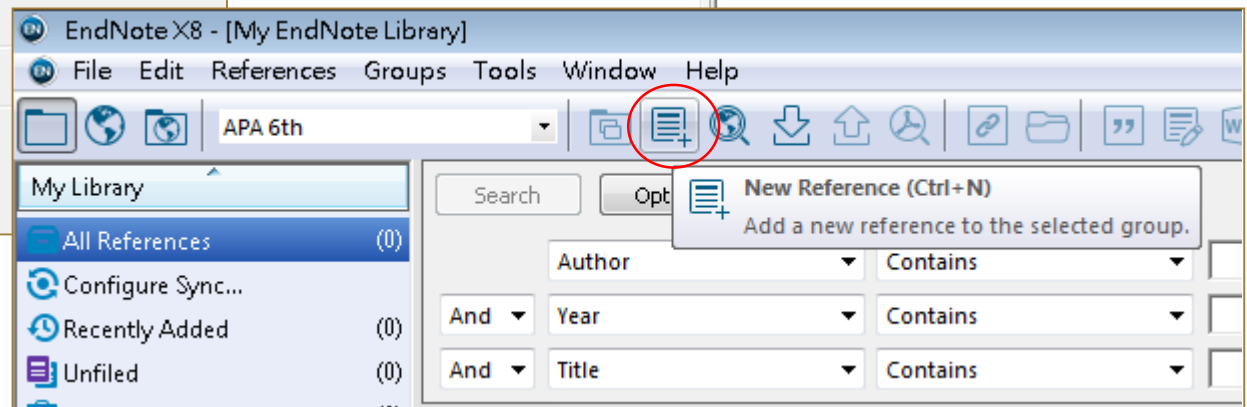 EndNote X8 - [My EndNote Library]
File Edit References Groups Tools Window Help
APA 6th
My Library
Search
New Reference (Ctrl+N)
Add a new reference to the selected group.
All References (0)
Author Contains
Configure Sync...
Recently Added (0)
And Year Contains
Unfiled (0)
And Title Contains